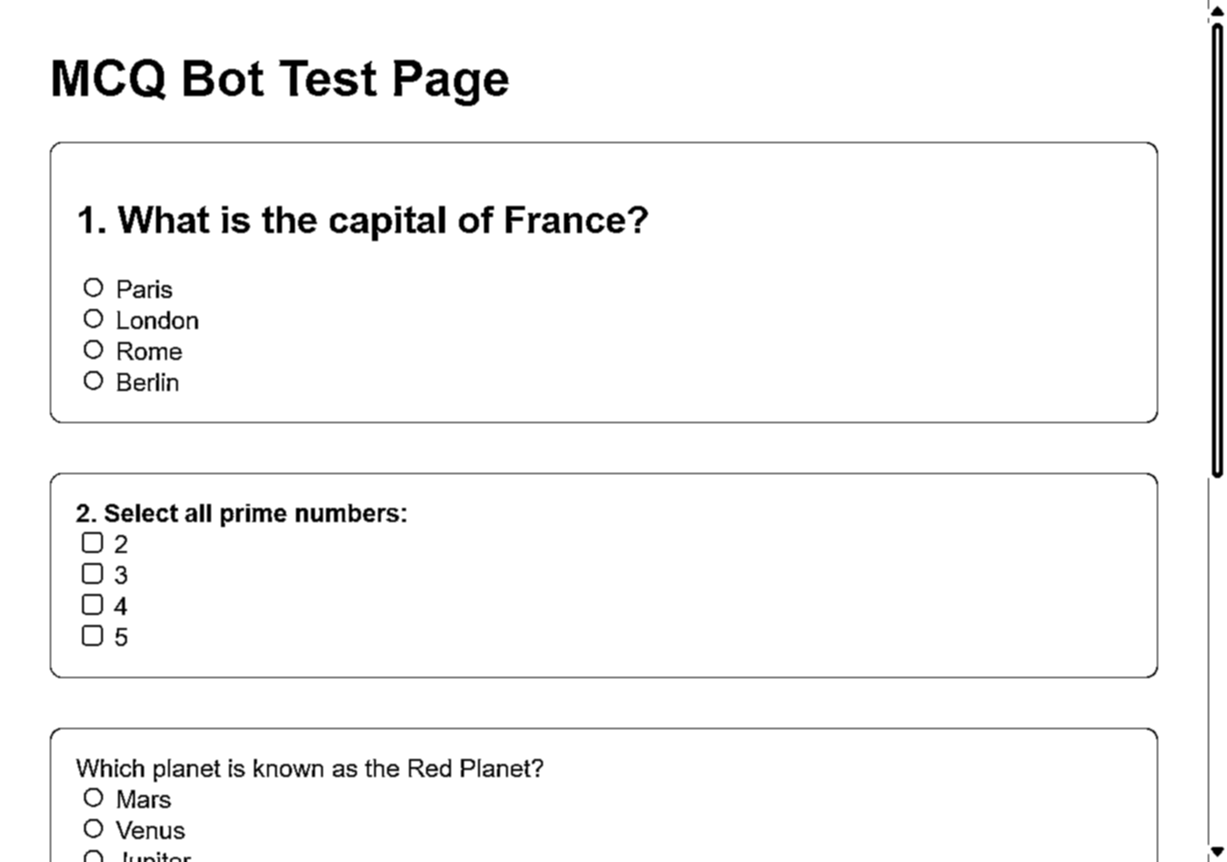 MCQ Bot Test Page
1. What is the capital of France?
Paris
London
Rome
Berlin
2. Select all prime numbers:
2
3
4
5
Which planet is known as the Red Planet?
Mars
Venus
Jupiter